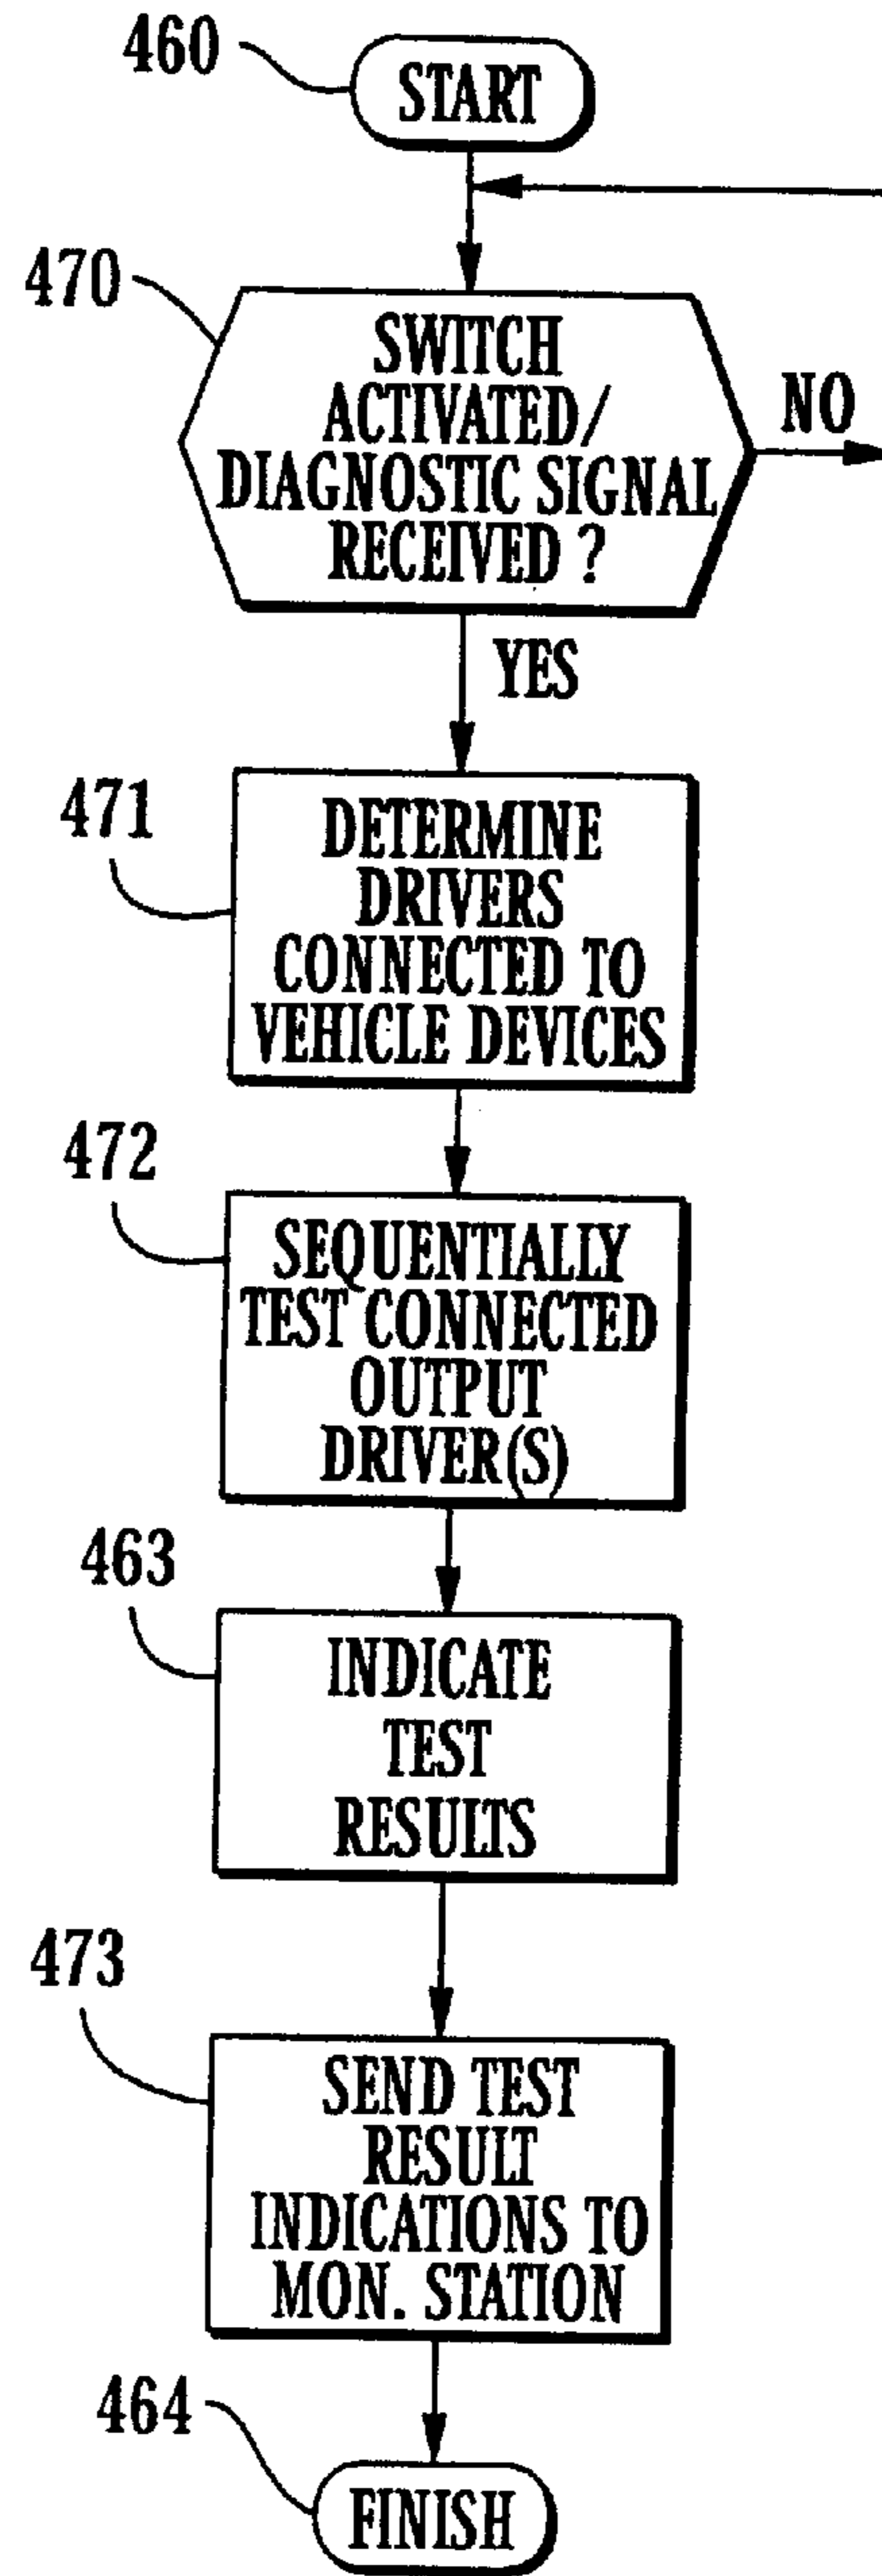 460
START
470
SWITCH
ACTIVATED/
DIAGNOSTIC SIGNAL
RECEIVED ?
NO
YES
471
DETERMINE
DRIVERS
CONNECTED TO
VEHICLE DEVICES
472
SEQUENTIALLY
TEST CONNECTED
OUTPUT
DRIVER(S)
463
INDICATE
TEST
RESULTS
473
SEND TEST
RESULT
INDICATIONS TO
MON. STATION
464
FINISH